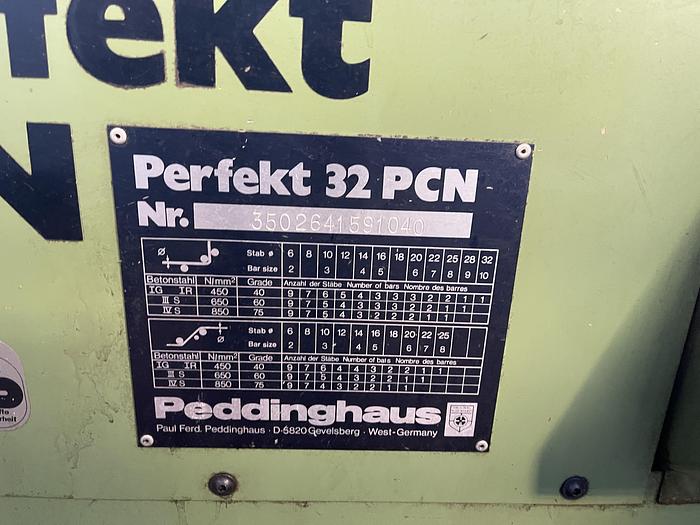 fekt
N
Perfekt 32 PCN
Nr. 3502641591040
Stab ø 6 8 10 12 14 16 18 20 22 25 28 32
Bar size 2 3 4 5 6 7 8 9 10
Betonstahl N/mm² Grade Anzahl der Stäbe Number of bars Nombre des barres
IG IR 450 40 9 7 6 5 4 3 3 3 2 2 1 1
III S 650 60 9 7 5 4 3 3 3 2 2 1 1
IV S 850 75 9 7 5 4 3 2 2 2 1 1
Stab ø 6 8 10 12 14 16 18 20 22 25
Bar size 2 3 4 5 6 7 8
Betonstahl N/mm² Grade Anzahl der Stäbe Number of bars Nombre des barres
IG IR 450 40 9 7 6 4 4 3 2 2 1 1
III S 650 60 9 7 5 4 3 2 2 1 1
IV S 850 75 9 7 4 3 2 2 1 1
Peddinghaus
Paul Ferd. Peddinghaus · D-5820 Gevelsberg · West-Germany